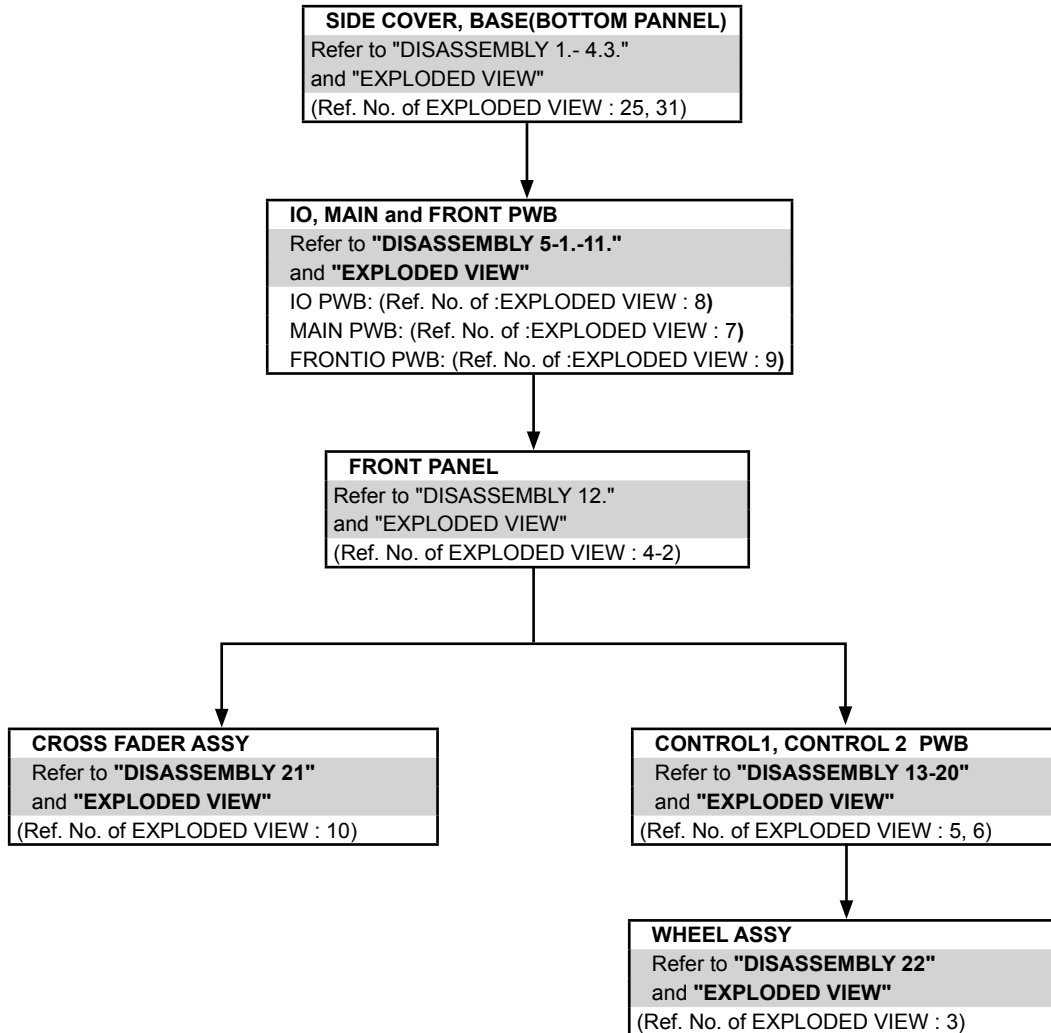 SIDE COVER, BASE(BOTTOM PANNEL)
Refer to "DISASSEMBLY 1.- 4.3."
and "EXPLODED VIEW"
(Ref. No. of EXPLODED VIEW : 25, 31)
IO, MAIN and FRONT PWB
Refer to "DISASSEMBLY 5-1.-11."
and "EXPLODED VIEW"
IO PWB: (Ref. No. of :EXPLODED VIEW : 8)
MAIN PWB: (Ref. No. of :EXPLODED VIEW : 7)
FRONTIO PWB: (Ref. No. of :EXPLODED VIEW : 9)
FRONT PANEL
Refer to "DISASSEMBLY 12."
and "EXPLODED VIEW"
(Ref. No. of EXPLODED VIEW : 4-2)
CROSS FADER ASSY
Refer to "DISASSEMBLY 21"
and "EXPLODED VIEW"
(Ref. No. of EXPLODED VIEW : 10)
CONTROL1, CONTROL 2 PWB
Refer to "DISASSEMBLY 13-20"
and "EXPLODED VIEW"
(Ref. No. of EXPLODED VIEW : 5, 6)
WHEEL ASSY
Refer to "DISASSEMBLY 22"
and "EXPLODED VIEW"
(Ref. No. of EXPLODED VIEW : 3)